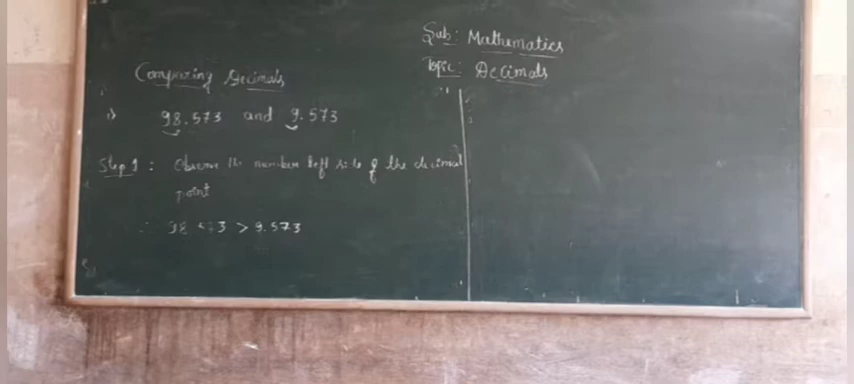 Sub: Mathematics
Topic: Decimals
Comparing Decimals
1) 98.573 and 9.573
Step 1: Observe the number left side of the decimal
point
∴ 98.573 > 9.573